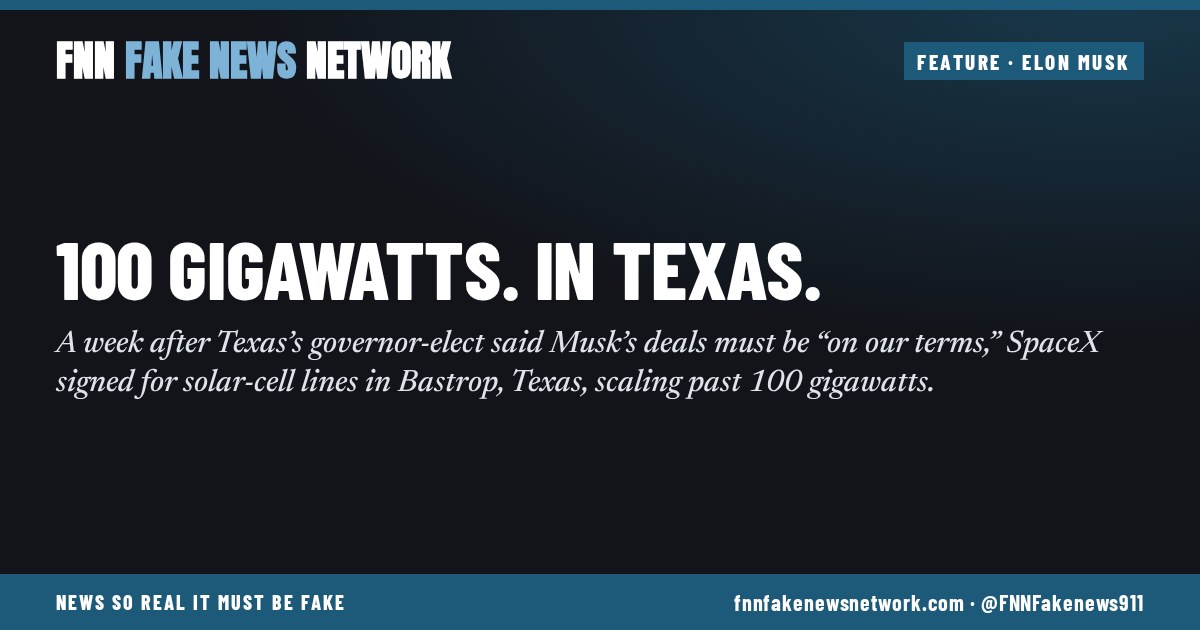 FNN FAKE NEWS NETWORK
FEATURE · ELON MUSK
100 GIGAWATTS. IN TEXAS.
A week after Texas’s governor-elect said Musk’s deals must be “on our terms,” SpaceX
signed for solar-cell lines in Bastrop, Texas, scaling past 100 gigawatts.
NEWS SO REAL IT MUST BE FAKE
fnnfakenewsnetwork.com · @FNNFakenews911